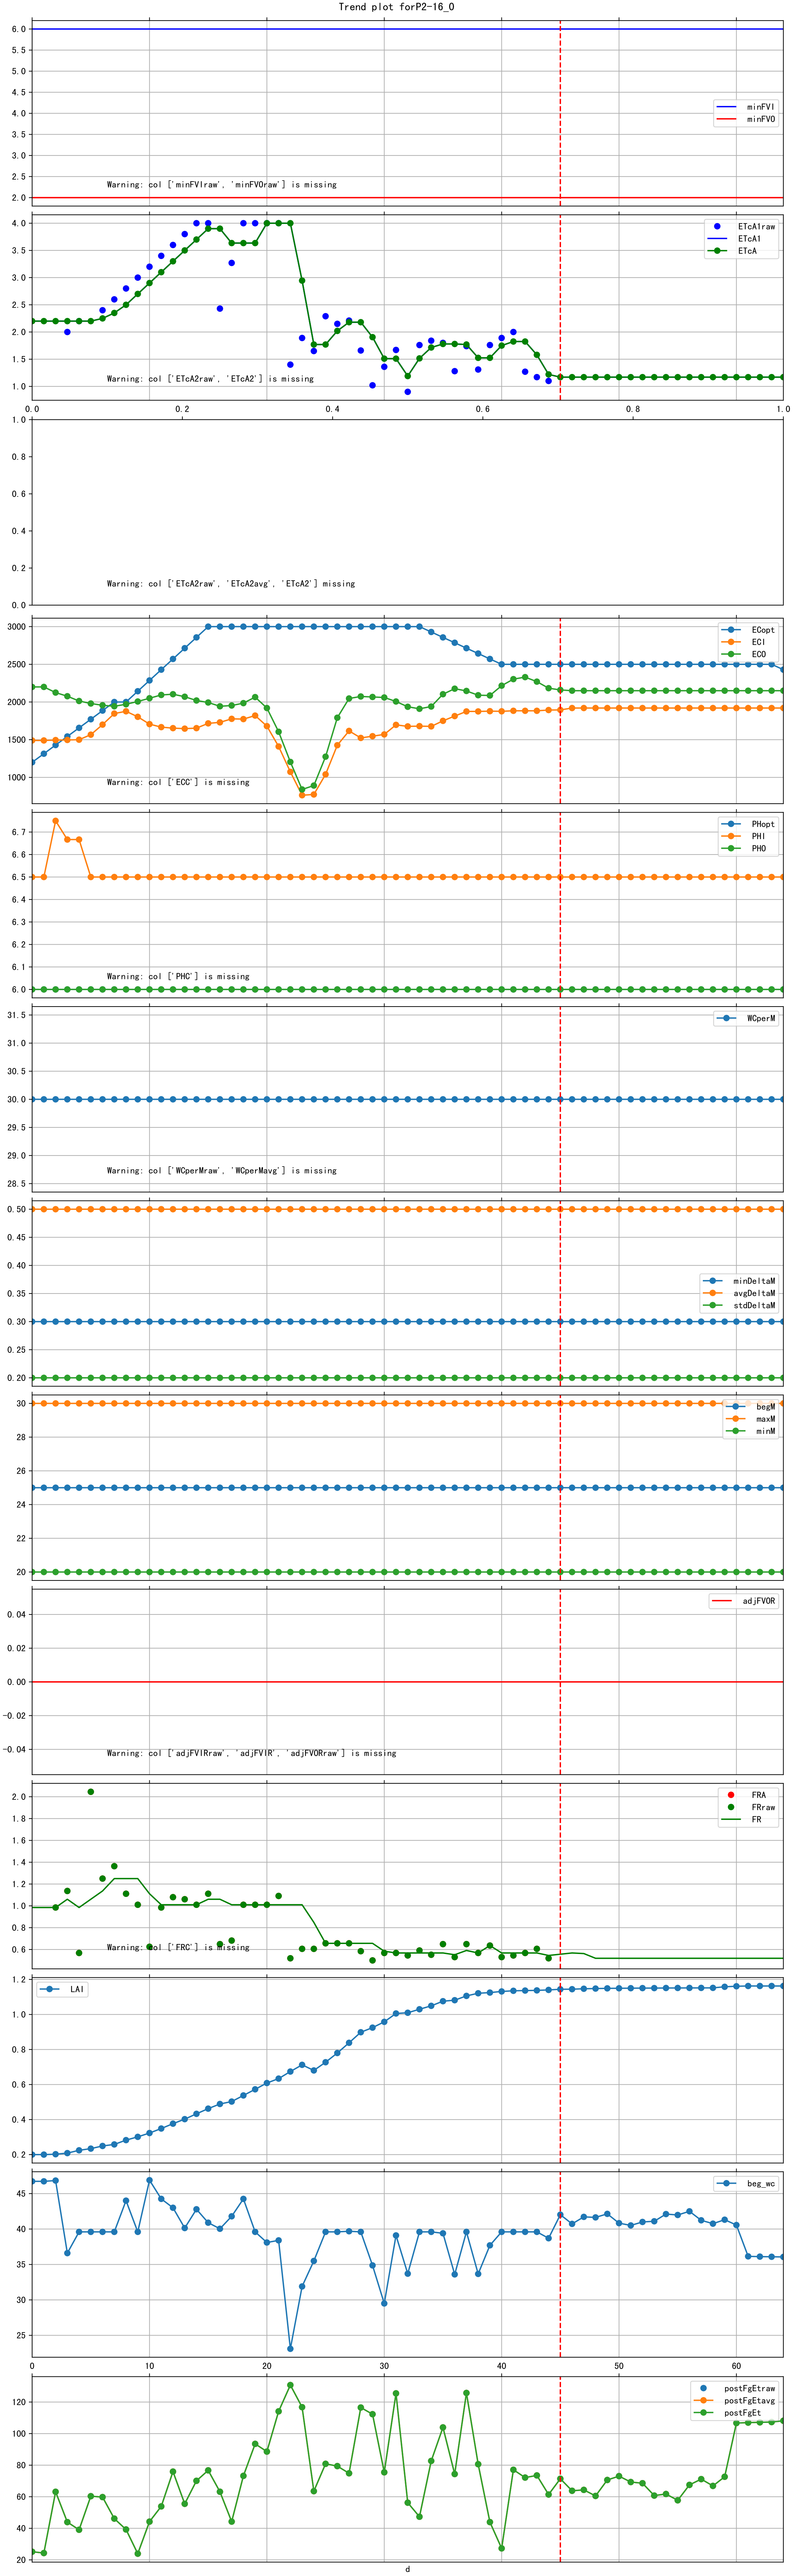 Trend plot forP2-16_0
6.0
5.5
5.0
4.5
4.0
3.5
3.0
2.5
2.0
minFVI
minFVO
Warning: col ['minFVIraw', 'minFVOraw'] is missing
4.0
3.5
3.0
2.5
2.0
1.5
1.0
ETcA1raw
ETcA1
ETcA
Warning: col ['ETcA2raw', 'ETcA2'] is missing
0.0 0.2 0.4 0.6 0.8 1.0
1.0
0.8
0.6
0.4
0.2
0.0
Warning: col ['ETcA2raw', 'ETcA2avg', 'ETcA2'] missing
3000
2500
2000
1500
1000
ECopt
ECI
ECO
Warning: col ['ECC'] is missing
6.7
6.6
6.5
6.4
6.3
6.2
6.1
6.0
PHopt
PHI
PHO
Warning: col ['PHC'] is missing
31.5
31.0
30.5
30.0
29.5
29.0
28.5
WCperM
Warning: col ['WCperMraw', 'WCperMavg'] is missing
0.50
0.45
0.40
0.35
0.30
0.25
0.20
minDeltaM
avgDeltaM
stdDeltaM
30
28
26
24
22
20
begM
maxM
minM
0.04
0.02
0.00
-0.02
-0.04
adjFVOR
Warning: col ['adjFVIRraw', 'adjFVIR', 'adjFVORraw'] is missing
2.0
1.8
1.6
1.4
1.2
1.0
0.8
0.6
FRA
FRraw
FR
Warning: col ['FRC'] is missing
1.2
1.0
0.8
0.6
0.4
0.2
LAI
45
40
35
30
25
beg_wc
0 10 20 30 40 50 60
120
100
80
60
40
20
postFgEtraw
postFgEtavg
postFgEt
d